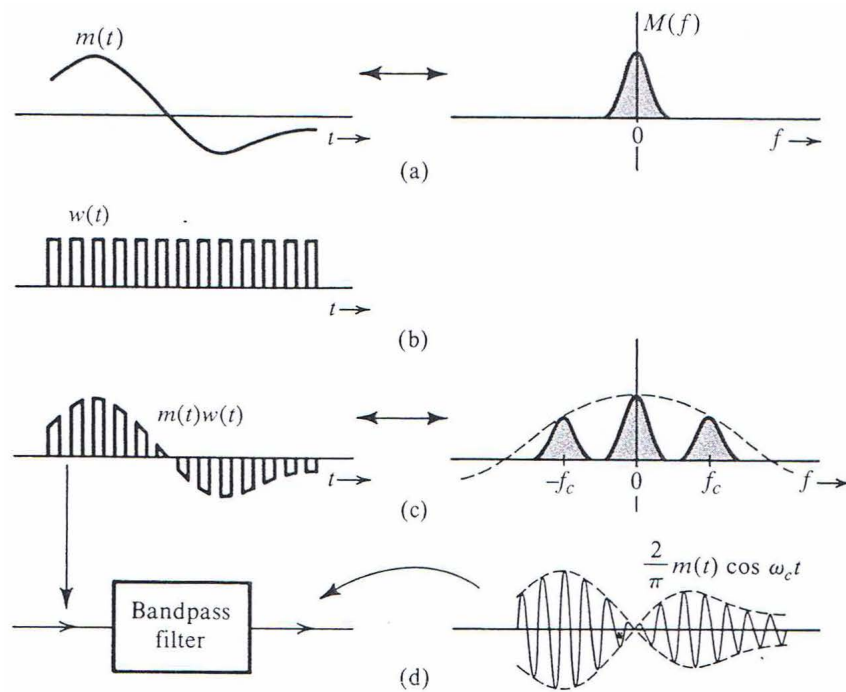 m(t)
M(f)
t→
0
f→
(a)
w(t)
t→
(b)
m(t)w(t)
t→
−f_c
0
f_c
f→
(c)
2/π m(t) cos ω_c t
Bandpass
filter
(d)